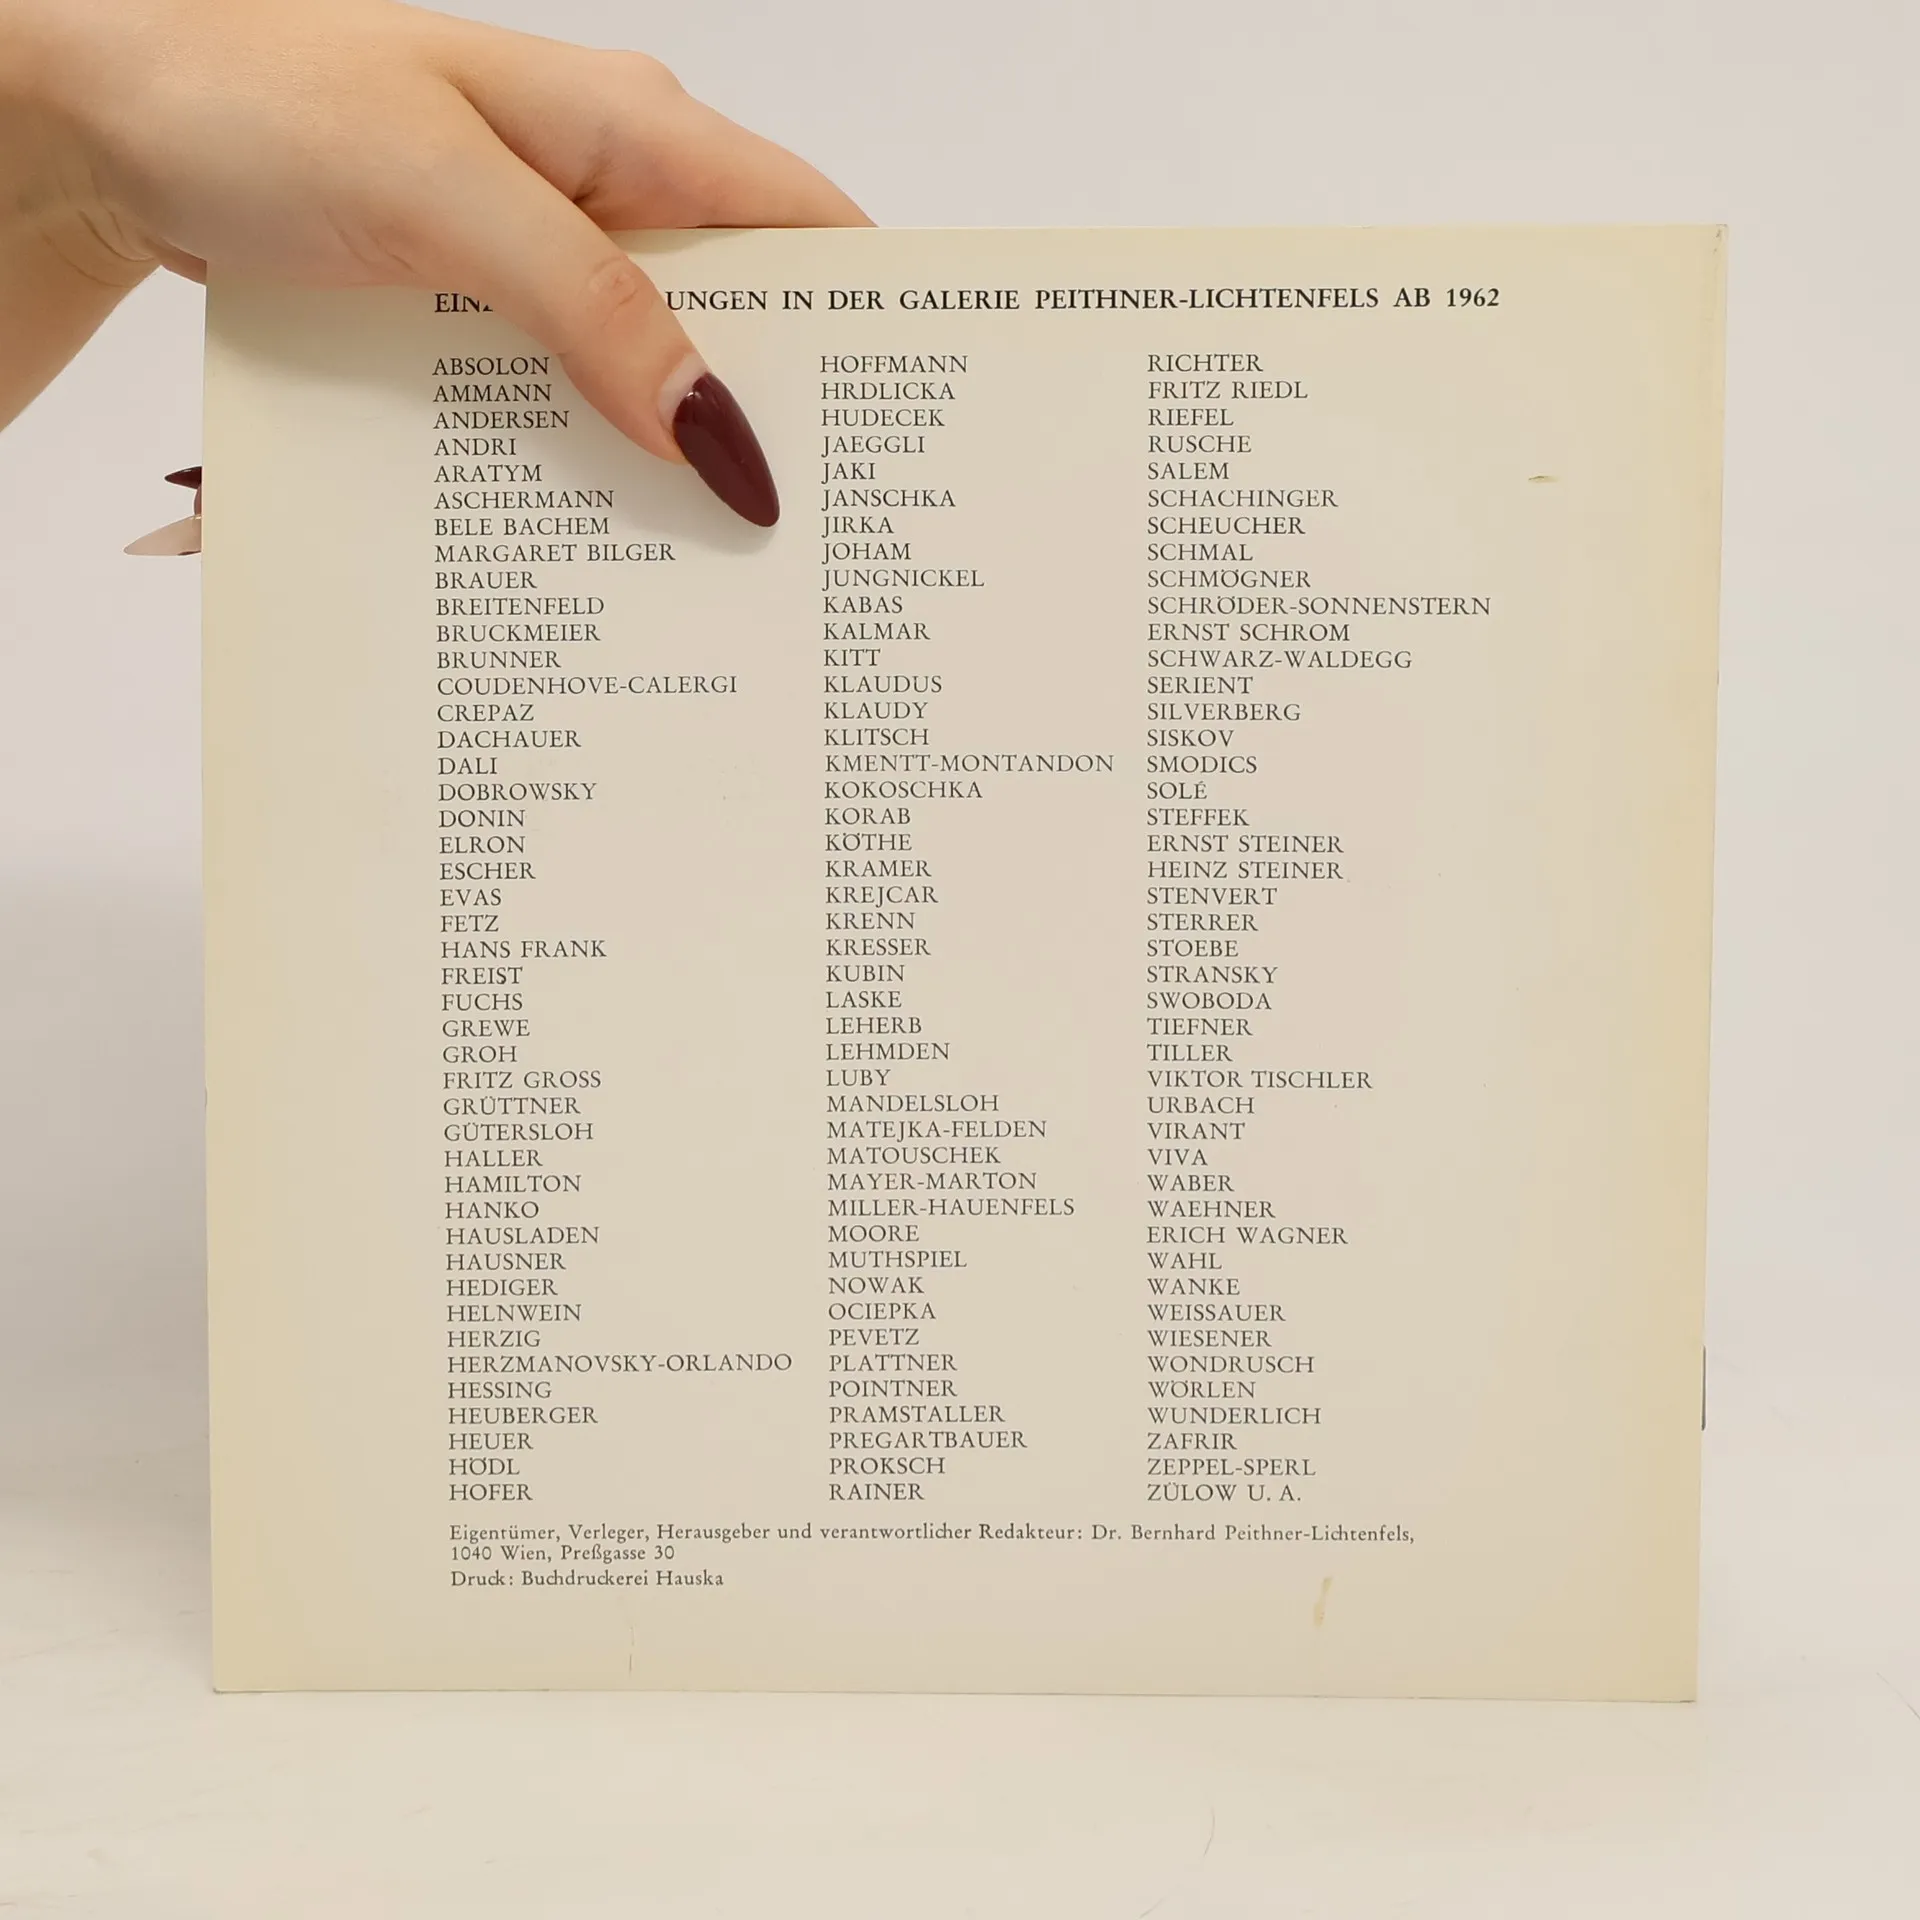 UNGEN IN DER GALERIE PEITHNER-LICHTENFELS AB 1962
ABSOLON
AMMANN
ANDERSEN
ANDRI
ARATYM
ASCHERMANN
BELE BACHEM
MARGARET BILGER
BRAUER
BREITENFELD
BRUCKMEIER
BRUNNER
COUDENHOVE-CALERGI
CREPAZ
DACHAUER
DALI
DOBROWSKY
DONIN
ELRON
ESCHER
EVAS
FETZ
HANS FRANK
FREIST
FUCHS
GREWE
GROH
FRITZ GROSS
GRÜTTNER
GÜTERSLOH
HALLER
HAMILTON
HANKO
HAUSLADEN
HAUSNER
HEDIGER
HELNWEIN
HERZIG
HERZMANOVSKY-ORLANDO
HESSING
HEUBERGER
HEUER
HÖDL
HOFER
HOFFMANN
HRDLICKA
HUDECEK
JAEGGLI
JAKI
JANSCHKA
JIRKA
JOHAM
JUNGNICKEL
KABAS
KALMAR
KITT
KLAUDUS
KLAUDY
KLITSCH
KMENTT-MONTANDON
KOKOSCHKA
KORAB
KÖTHE
KRAMER
KREJCAR
KRENN
KRESSER
KUBIN
LASKE
LEHERB
LEHMDEN
LUBY
MANDELSLOH
MATEJKA-FELDEN
MATOUSCHEK
MAYER-MARTON
MILLER-HAUENFELS
MOORE
MUTHSPIEL
NOWAK
OCIEPKA
PEVETZ
PLATTNER
POINTNER
PRAMSTALLER
PREGARTBAUER
PROKSCH
RAINER
RICHTER
FRITZ RIEDL
RIEFEL
RUSCHE
SALEM
SCHACHINGER
SCHEUCHER
SCHMAL
SCHMÖGNER
SCHRÖDER-SONNENSTERN
ERNST SCHROM
SCHWARZ-WALDEGG
SERIENT
SILVERBERG
SISKOV
SMODICS
SOLÉ
STEFFEK
ERNST STEINER
HEINZ STEINER
STENVERT
STERRER
STOEBE
STRANSKY
SWOBODA
TIEFNER
TILLER
VIKTOR TISCHLER
URBACH
VIRANT
VIVA
WABER
WAEHNER
ERICH WAGNER
WAHL
WANKE
WEISSAUER
WIESENER
WONDRUSCH
WÖRLEN
WUNDERLICH
ZAFRIR
ZEPPEL-SPERL
ZÜLOW U. A.
Eigentümer, Verleger, Herausgeber und verantwortlicher Redakteur: Dr. Bernhard Peithner-Lichtenfels,
1040 Wien, Preßgasse 30
Druck: Buchdruckerei Hauska